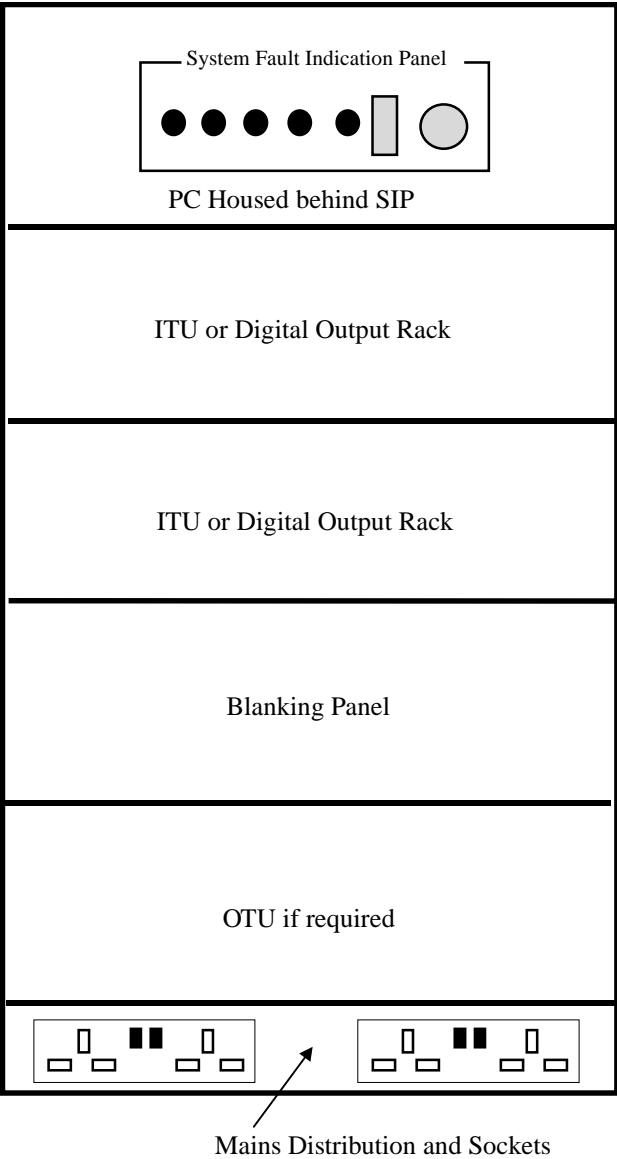 System Fault Indication Panel
PC Housed behind SIP
ITU or Digital Output Rack
ITU or Digital Output Rack
Blanking Panel
OTU if required
Mains Distribution and Sockets